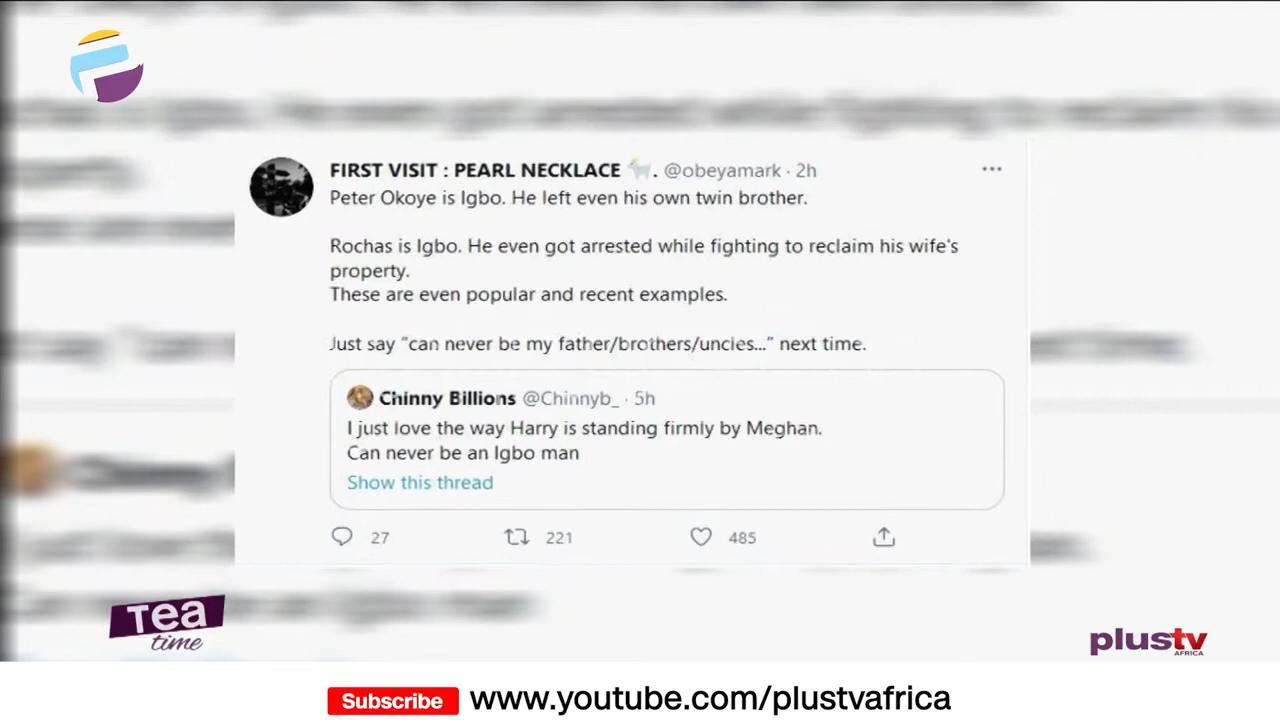 FIRST VISIT : PEARL NECKLACE 🐐. @obeyamark · 2h
Peter Okoye is Igbo. He left even his own twin brother.
Rochas is Igbo. He even got arrested while fighting to reclaim his wife's
property.
These are even popular and recent examples.
Just say “can never be my father/brothers/uncles...” next time.
Chinny Billions @Chinnyb_ · 5h
I just love the way Harry is standing firmly by Meghan.
Can never be an Igbo man
Show this thread
27 221 485
Tea
time
plustv
AFRICA
Subscribe www.youtube.com/plustvafrica